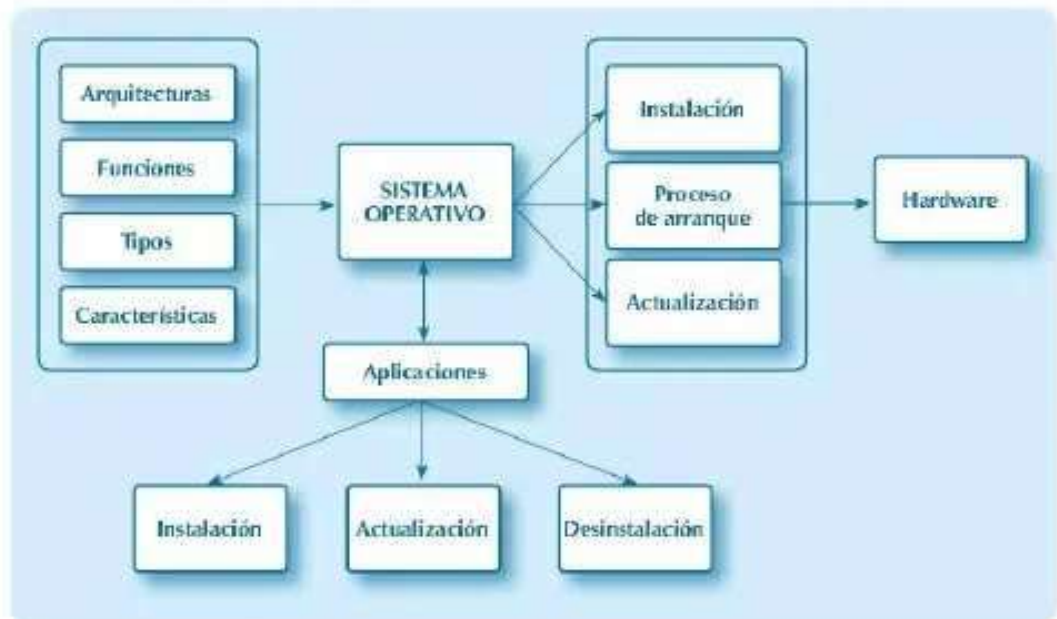 Arquitecturas
Funciones
Tipos
Características
SISTEMA
OPERATIVO
Instalación
Proceso
de arranque
Actualización
Hardware
Aplicaciones
Instalación
Actualización
Desinstalación